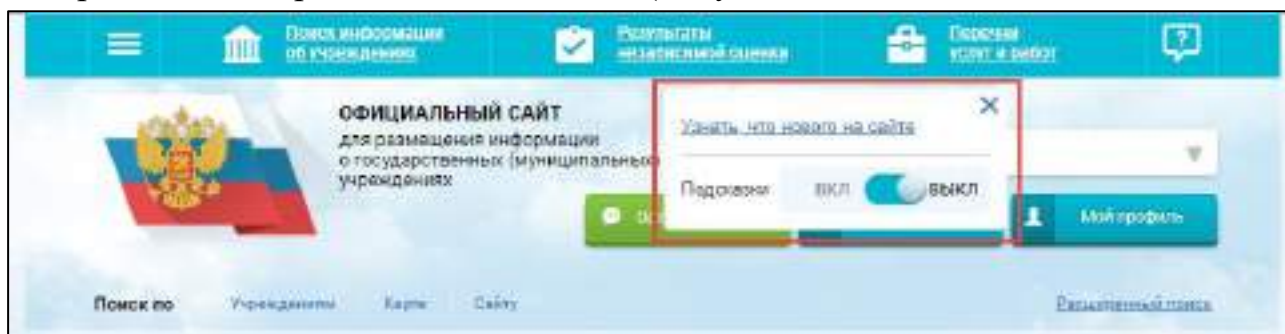 Поиск информации
об учреждениях
Результаты
независимой оценки
Перечни
услуг и работ
?
ОФИЦИАЛЬНЫЙ САЙТ
для размещения информации
о государственных (муниципальных)
учреждениях
Узнать, что нового на сайте
Подсказки ВКЛ ВЫКЛ
Мой профиль
Поиск по Учреждениям Карте Сайту
Расширенный поиск